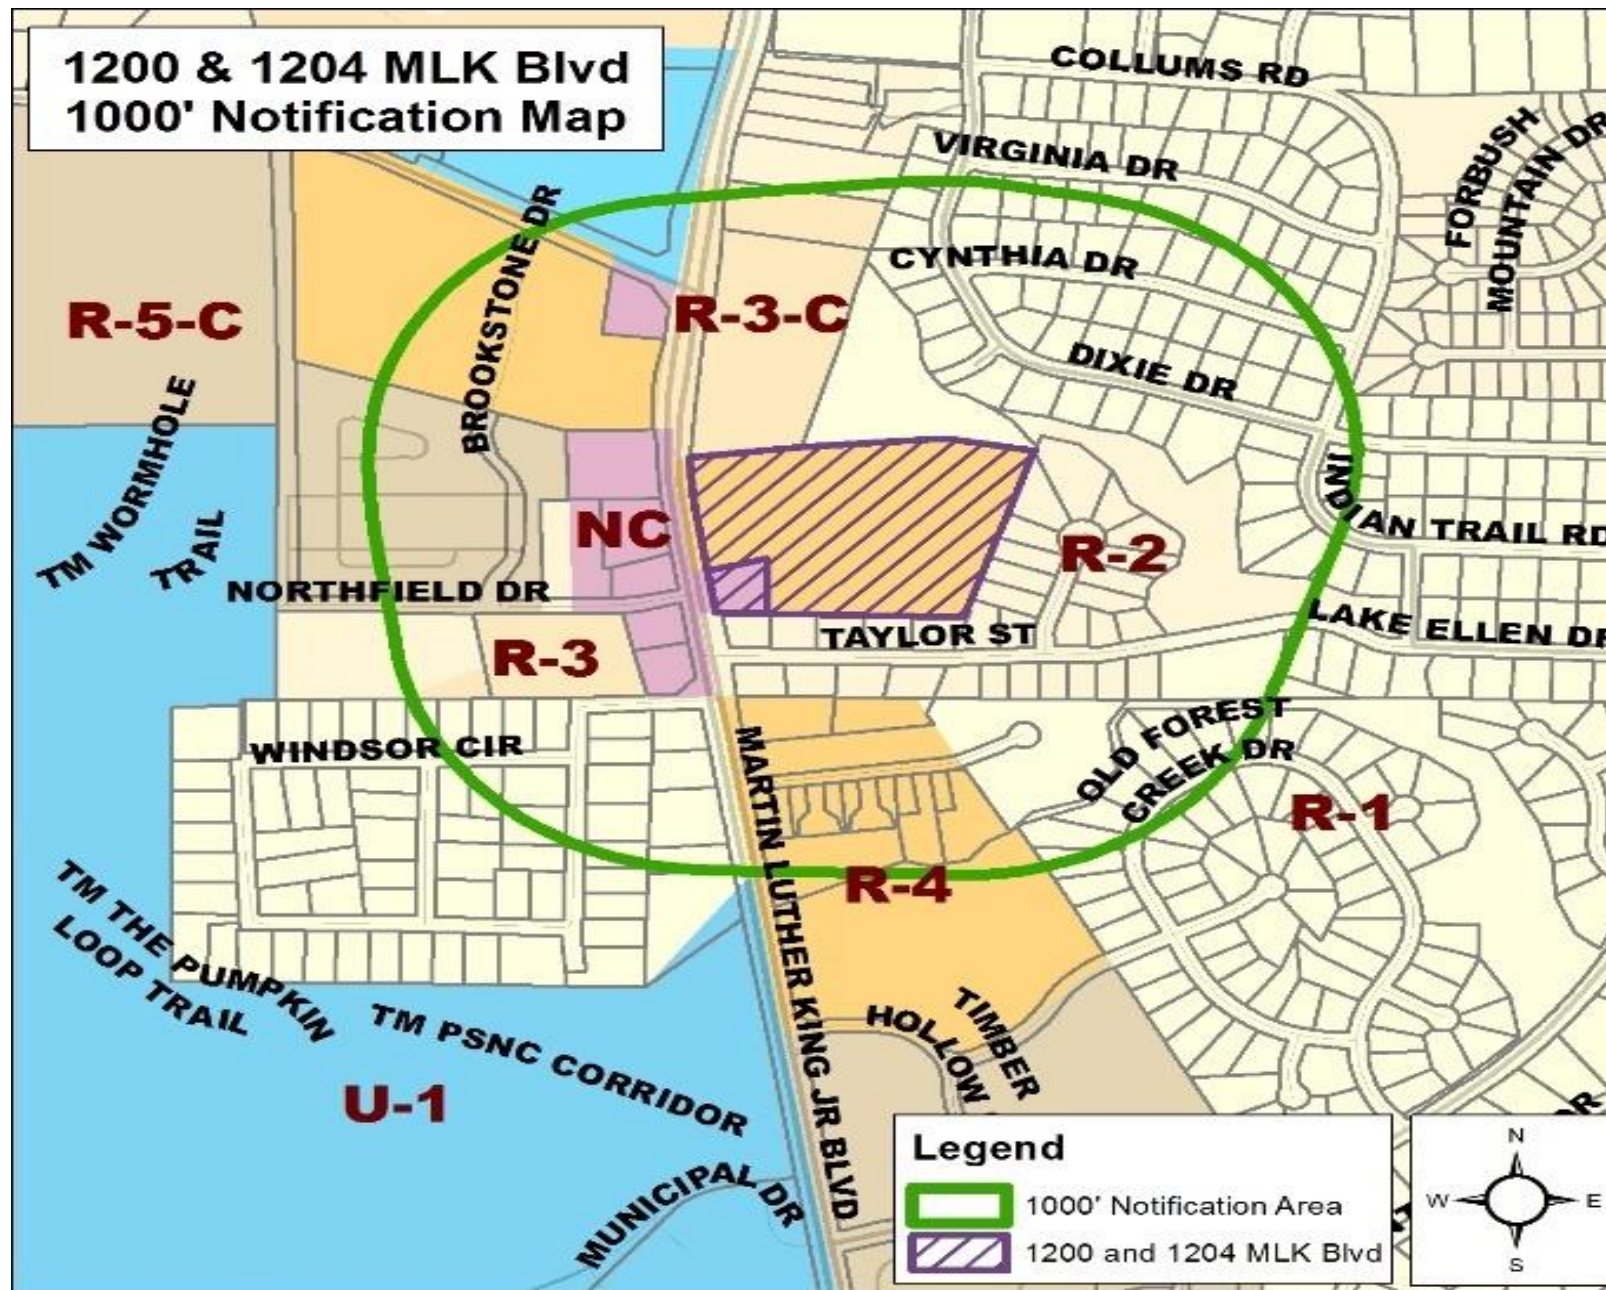 1200 & 1204 MLK Blvd
1000' Notification Map
COLLUMS RD
VIRGINIA DR
FORBUSH
MOUNTAIN DR
BROOKSTONE DR
CYNTHIA DR
R-5-C
R-3-C
DIXIE DR
TM WORMHOLE
TRAIL
NC
INDIAN TRAIL RD
R-2
NORTHFIELD DR
TAYLOR ST
LAKE ELLEN DR
R-3
WINDSOR CIR
MARTIN LUTHER KING JR BLVD
OLD FOREST
CREEK DR
R-1
R-4
TM THE PUMPKIN
LOOP TRAIL
TM PSNC CORRIDOR
TIMBER
HOLLOW
U-1
MUNICIPAL DR
OR
Legend
1000' Notification Area
1200 and 1204 MLK Blvd
N
W
E
S